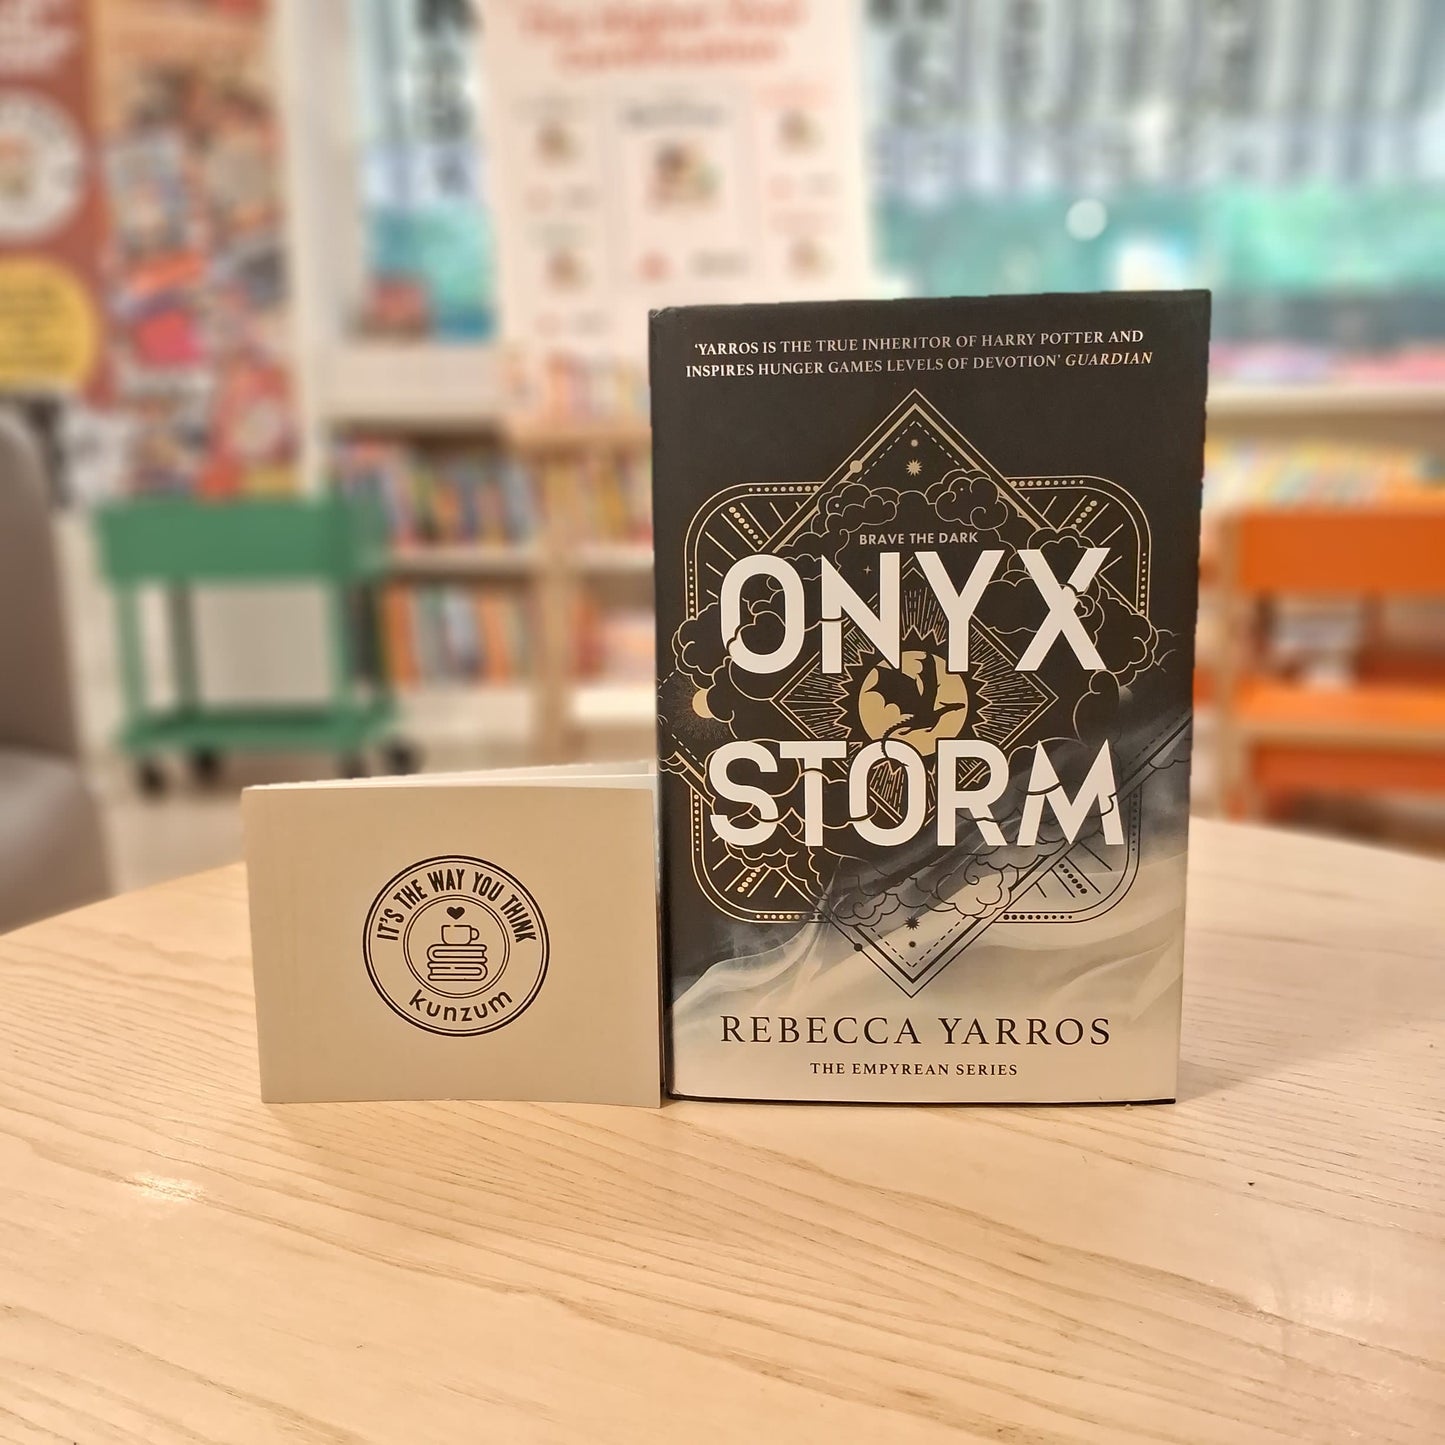 'YARROS IS THE TRUE INHERITOR OF HARRY POTTER AND
INSPIRES HUNGER GAMES LEVELS OF DEVOTION' GUARDIAN
BRAVE THE DARK
ONYX
STORM
REBECCA YARROS
THE EMPYREAN SERIES
IT'S THE WAY YOU THINK
kunzum